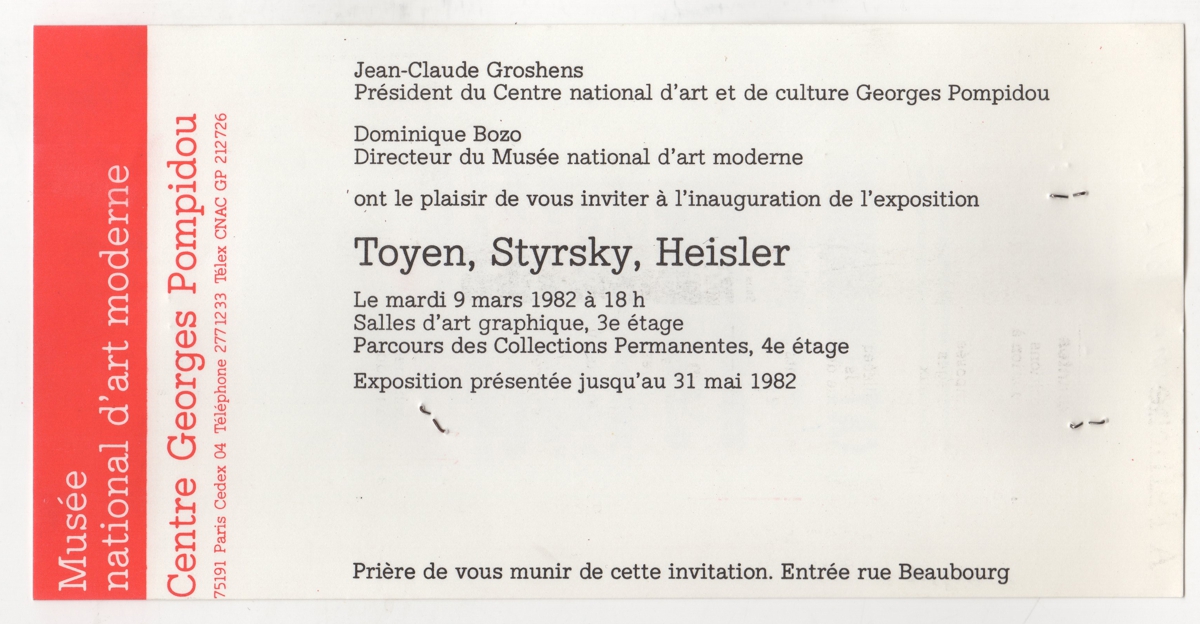 Musée
national d'art moderne
Centre Georges Pompidou
75191 Paris Cedex 04 Téléphone 2771233 Télex CNAC GP 212726
Jean-Claude Groshens
Président du Centre national d'art et de culture Georges Pompidou
Dominique Bozo
Directeur du Musée national d'art moderne
ont le plaisir de vous inviter à l'inauguration de l'exposition
Toyen, Styrsky, Heisler
Le mardi 9 mars 1982 à 18 h
Salles d'art graphique, 3e étage
Parcours des Collections Permanentes, 4e étage
Exposition présentée jusqu'au 31 mai 1982
Prière de vous munir de cette invitation. Entrée rue Beaubourg